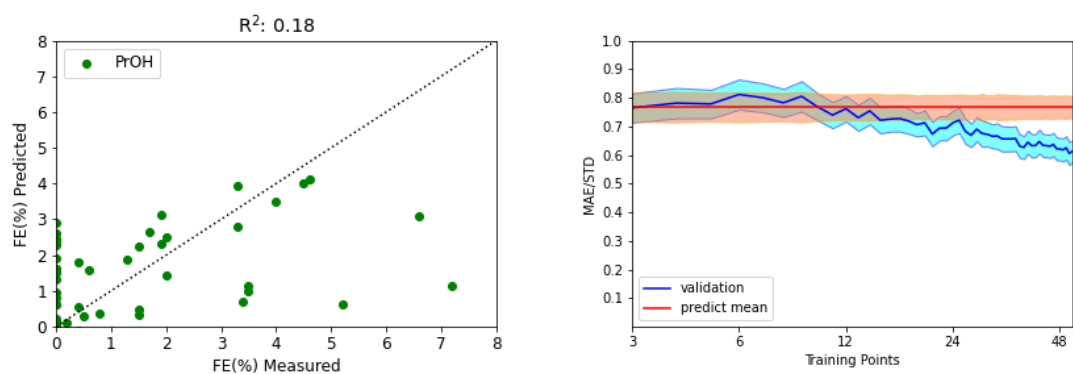 R²: 0.18
PrOH
FE(%) Predicted
8
7
6
5
4
3
2
1
0
0 1 2 3 4 5 6 7 8
FE(%) Measured
MAE/STD
1.0
0.9
0.8
0.7
0.6
0.5
0.4
0.3
0.2
0.1
validation
predict mean
3 6 12 24 48
Training Points